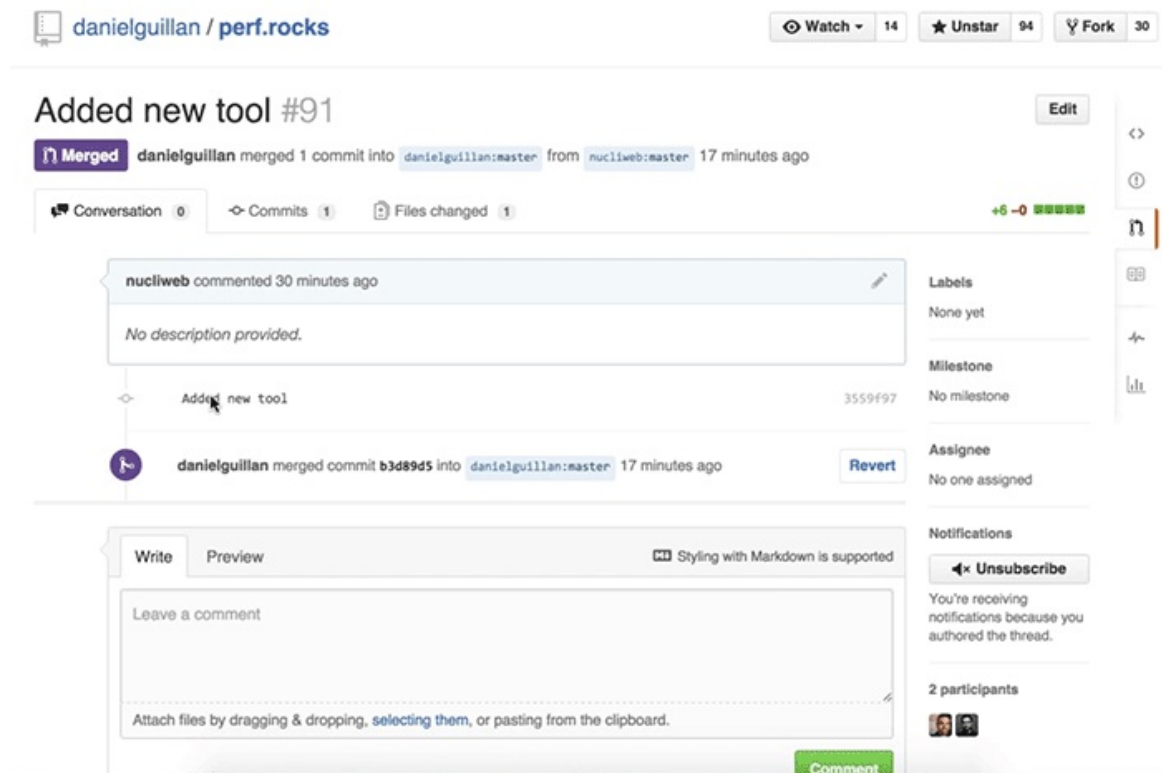 danielguillan / perf.rocks
Watch 14 Unstar 94 Fork 30
Added new tool #91
Edit
Merged danielguillan merged 1 commit into danielguillan:master from nucliweb:master 17 minutes ago
Conversation 0 Commits 1 Files changed 1
+6 −0
nucliweb commented 30 minutes ago
No description provided.
Added new tool 3559f97
danielguillan merged commit b3d89d5 into danielguillan:master 17 minutes ago Revert
Write Preview Styling with Markdown is supported
Leave a comment
Attach files by dragging & dropping, selecting them, or pasting from the clipboard.
Comment
Labels
None yet
Milestone
No milestone
Assignee
No one assigned
Notifications
Unsubscribe
You're receiving
notifications because you
authored the thread.
2 participants